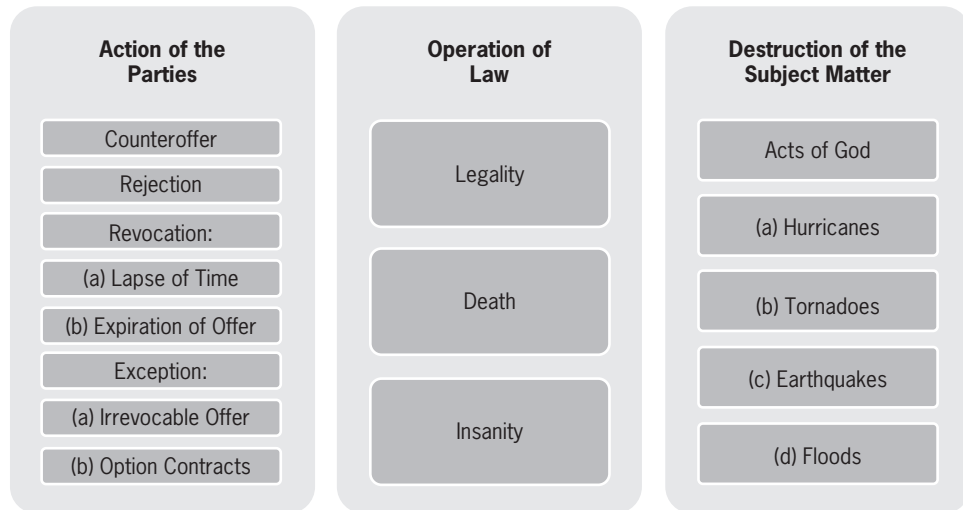 Action of the
Parties
Counteroffer
Rejection
Revocation:
(a) Lapse of Time
(b) Expiration of Offer
Exception:
(a) Irrevocable Offer
(b) Option Contracts
Operation of
Law
Legality
Death
Insanity
Destruction of the
Subject Matter
Acts of God
(a) Hurricanes
(b) Tornadoes
(c) Earthquakes
(d) Floods